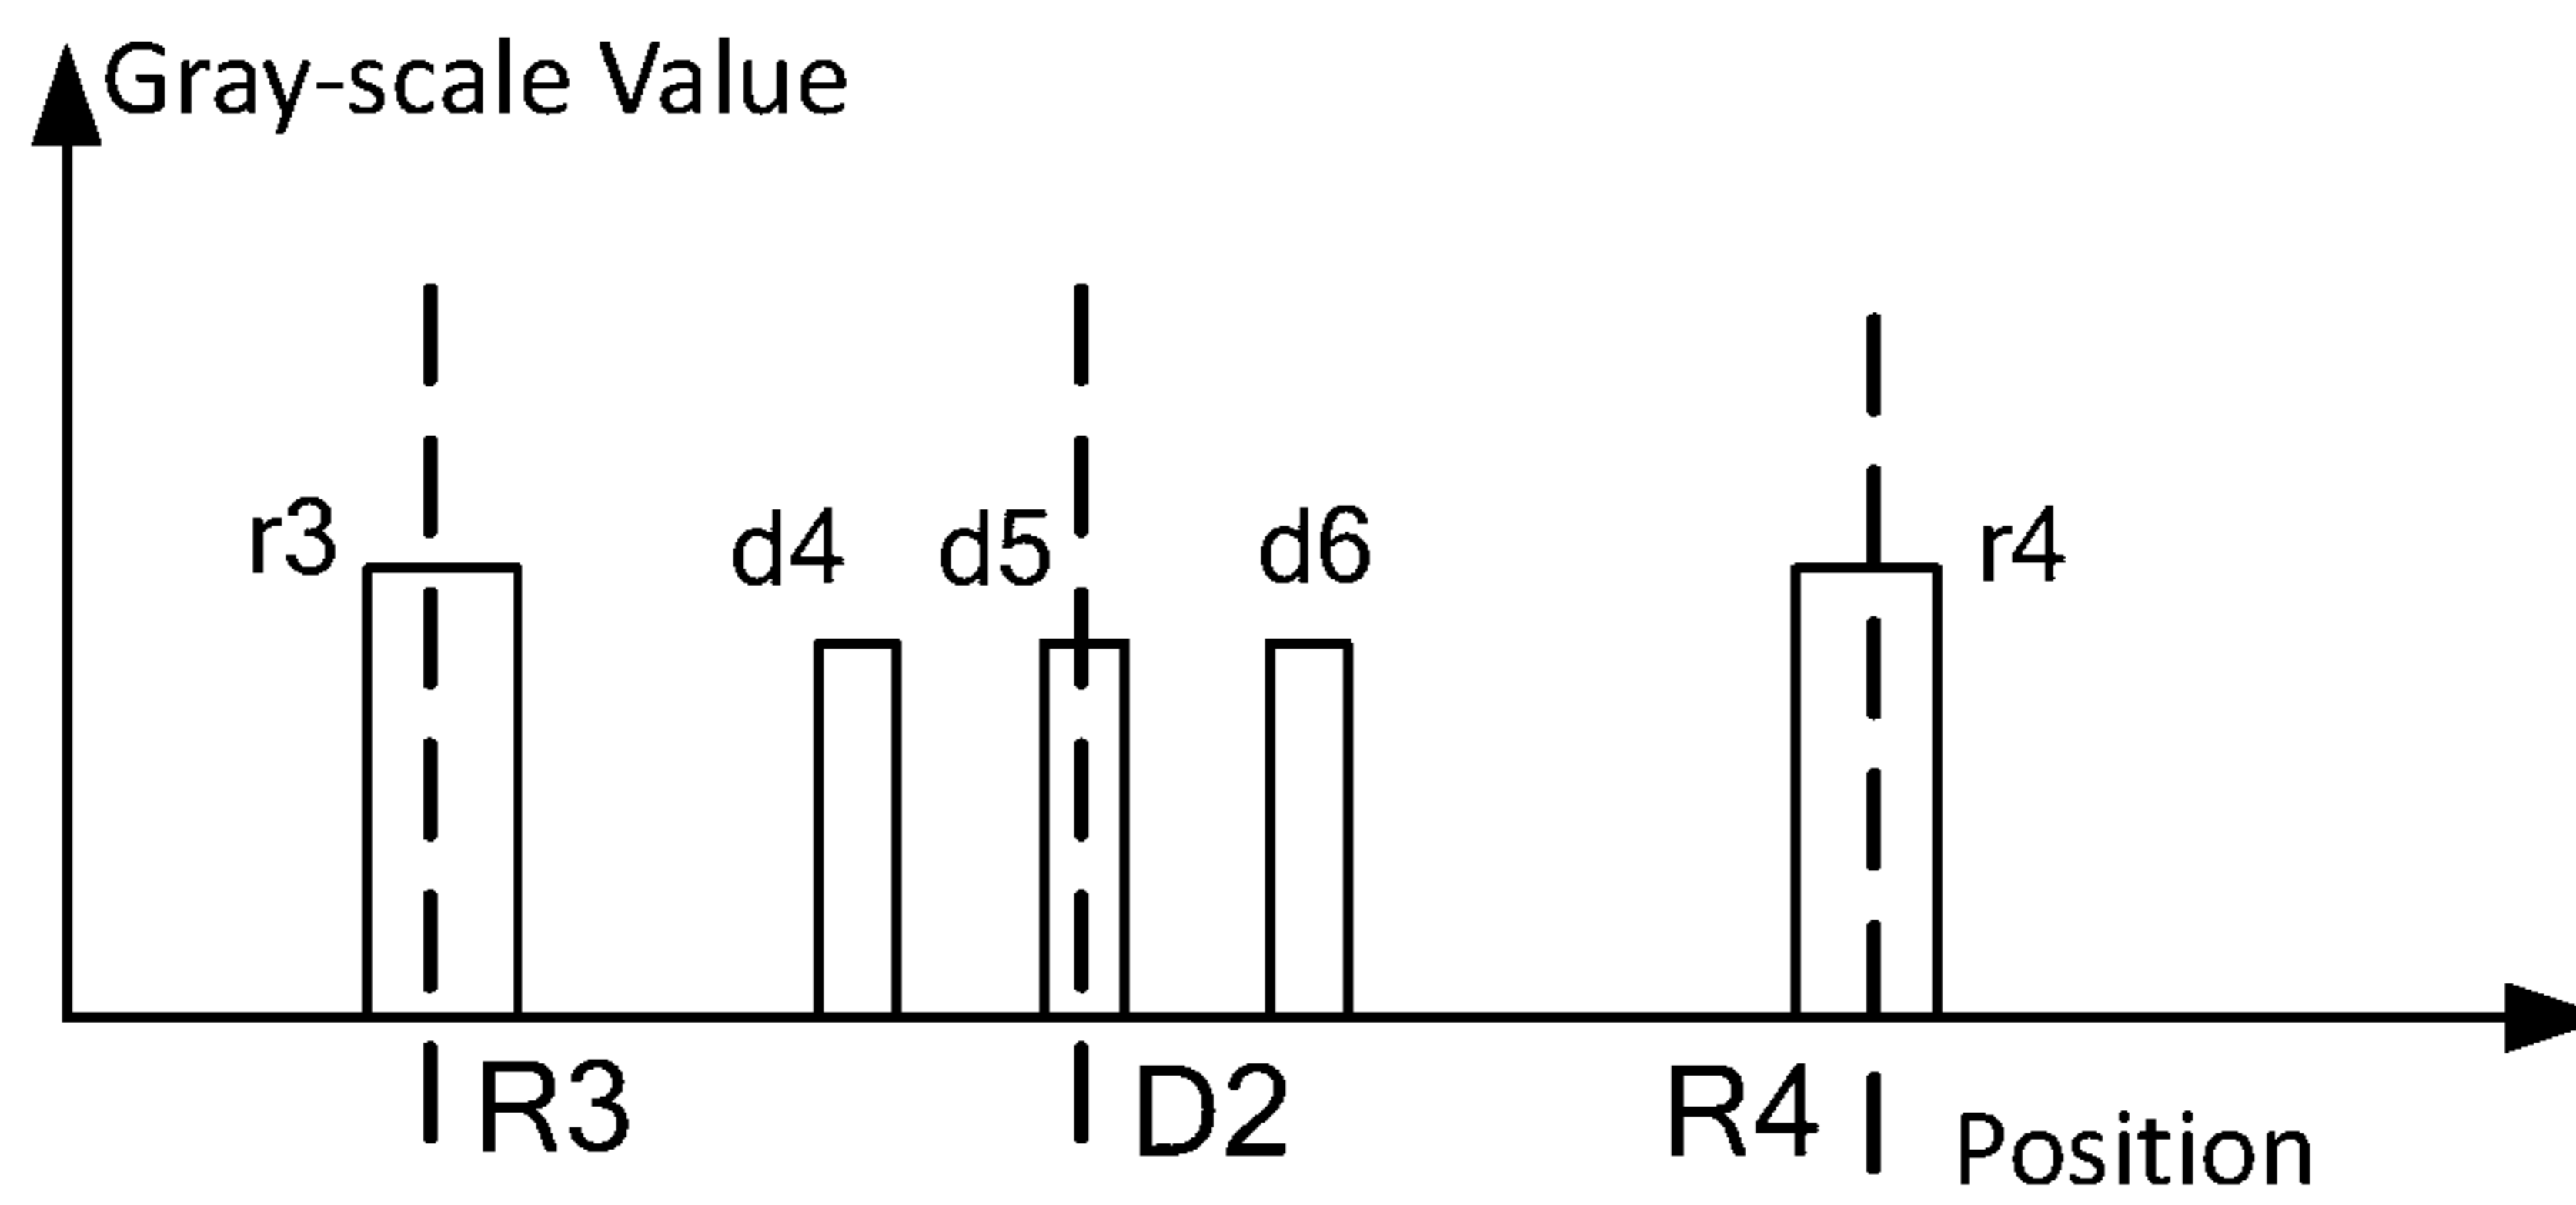 Gray-scale Value
r3
d4
d5
d6
r4
R3
D2
R4
Position